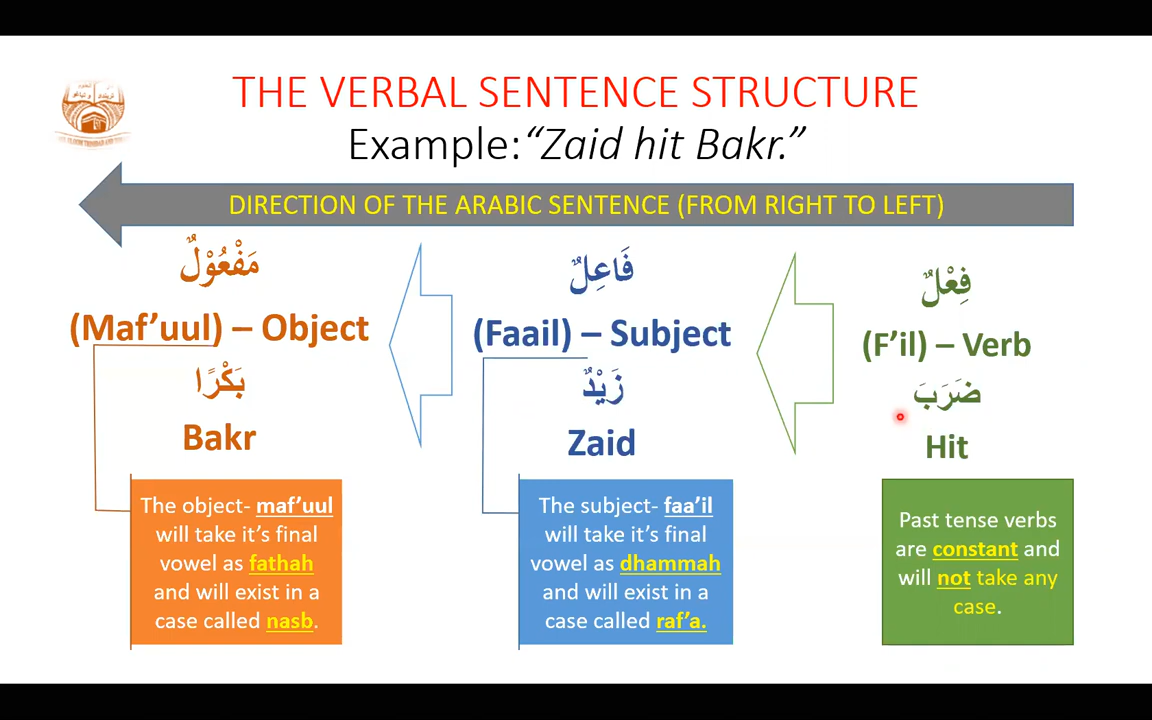 THE VERBAL SENTENCE STRUCTURE
Example: “Zaid hit Bakr.”
DIRECTION OF THE ARABIC SENTENCE (FROM RIGHT TO LEFT)
فِعْلٌ
(F’il) – Verb
ضَرَبَ
Hit
Past tense verbs
are constant and
will not take any
case.
فَاعِلٌ
(Faail) – Subject
زَيْدٌ
Zaid
The subject- faa’il
will take it’s final
vowel as dhammah
and will exist in a
case called raf’a.
مَفْعُوْلٌ
(Maf’uul) – Object
بَكْرًا
Bakr
The object- maf’uul
will take it’s final
vowel as fathah
and will exist in a
case called nasb.